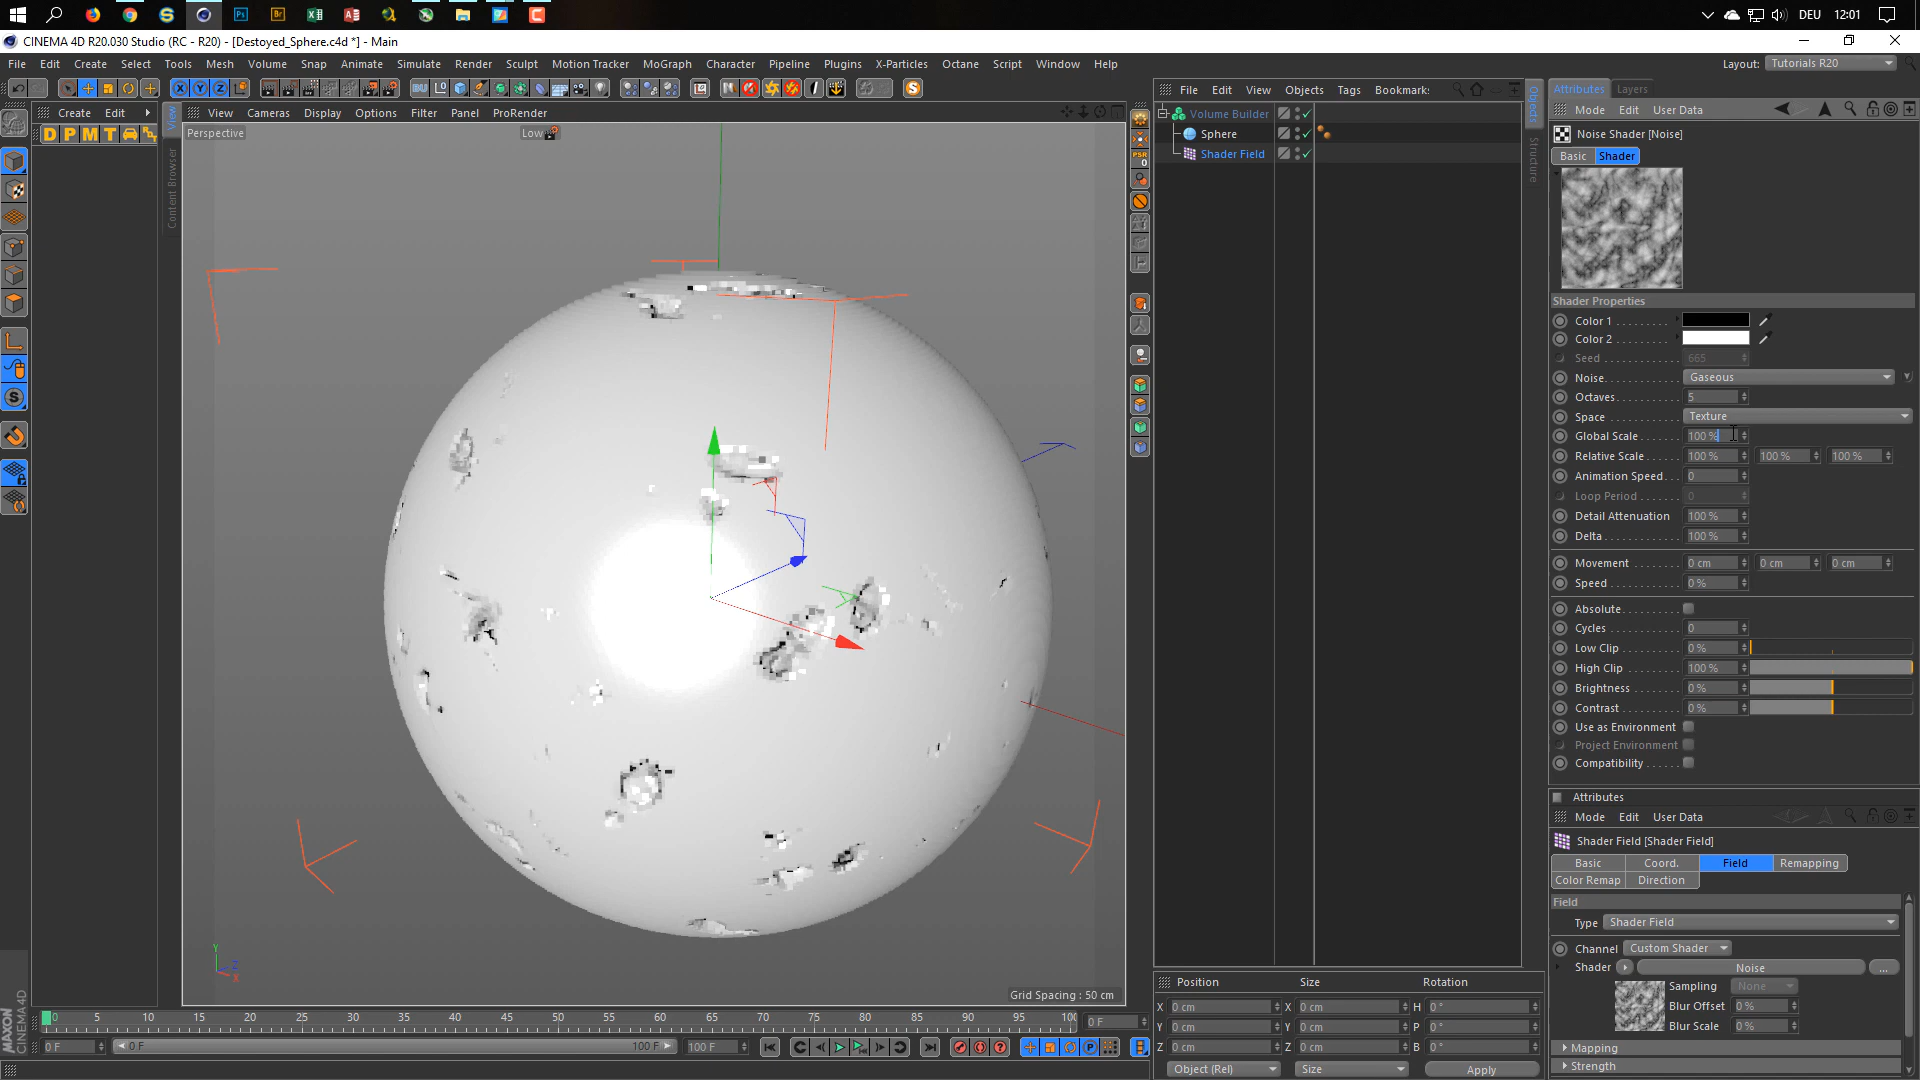 DEU 12:01
CINEMA 4D R20.030 Studio (RC - R20) - [Destoyed_Sphere.c4d *] - Main
File Edit Create Select Tools Mesh Volume Snap Animate Simulate Render Sculpt Motion Tracker MoGraph Character Pipeline Plugins X-Particles Octane Script Window Help
Layout: Tutorials R20
Create Edit
View Cameras Display Options Filter Panel ProRender
Perspective
Low
D P M T
View
Content Browser
PSR
0
File Edit View Objects Tags Bookmark:
Volume Builder
Sphere
Shader Field
Objects
Structure
Attributes Layers
Mode Edit User Data
Noise Shader [Noise]
Basic Shader
Shader Properties
Color 1
Color 2
Seed 665
Noise Gaseous
Octaves 5
Space Texture
Global Scale 100 %
Relative Scale 100 % 100 % 100 %
Animation Speed 0
Loop Period 0
Detail Attenuation 100 %
Delta 100 %
Movement 0 cm 0 cm 0 cm
Speed 0 %
Absolute
Cycles 0
Low Clip 0 %
High Clip 100 %
Brightness 0 %
Contrast 0 %
Use as Environment
Project Environment
Compatibility
Attributes
Mode Edit User Data
Shader Field [Shader Field]
Basic Coord. Field Remapping
Color Remap Direction
Field
Type Shader Field
Channel Custom Shader
Shader Noise ...
Sampling None
Blur Offset 0 %
Blur Scale 0 %
Mapping
Strength
Y
Z
X
Grid Spacing : 50 cm
0 5 10 15 20 25 30 35 40 45 50 55 60 65 70 75 80 85 90 95 100
0 F
0 F 0 F 100 F 100 F
Position Size Rotation
X 0 cm X 0 cm H 0 °
Y 0 cm Y 0 cm P 0 °
Z 0 cm Z 0 cm B 0 °
Object (Rel) Size Apply
MAXON
CINEMA 4D